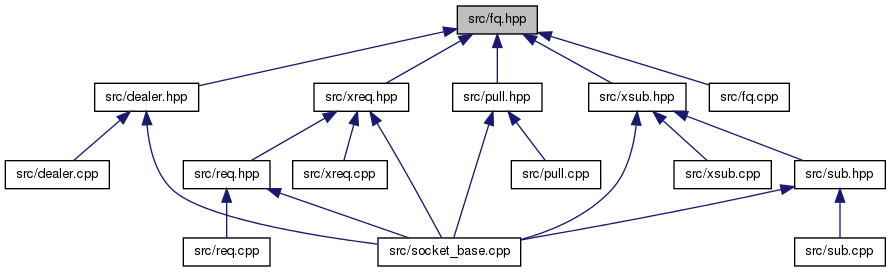 src/fq.hpp
src/dealer.hpp
src/xreq.hpp
src/pull.hpp
src/xsub.hpp
src/fq.cpp
src/dealer.cpp
src/req.hpp
src/xreq.cpp
src/pull.cpp
src/xsub.cpp
src/sub.hpp
src/req.cpp
src/socket_base.cpp
src/sub.cpp